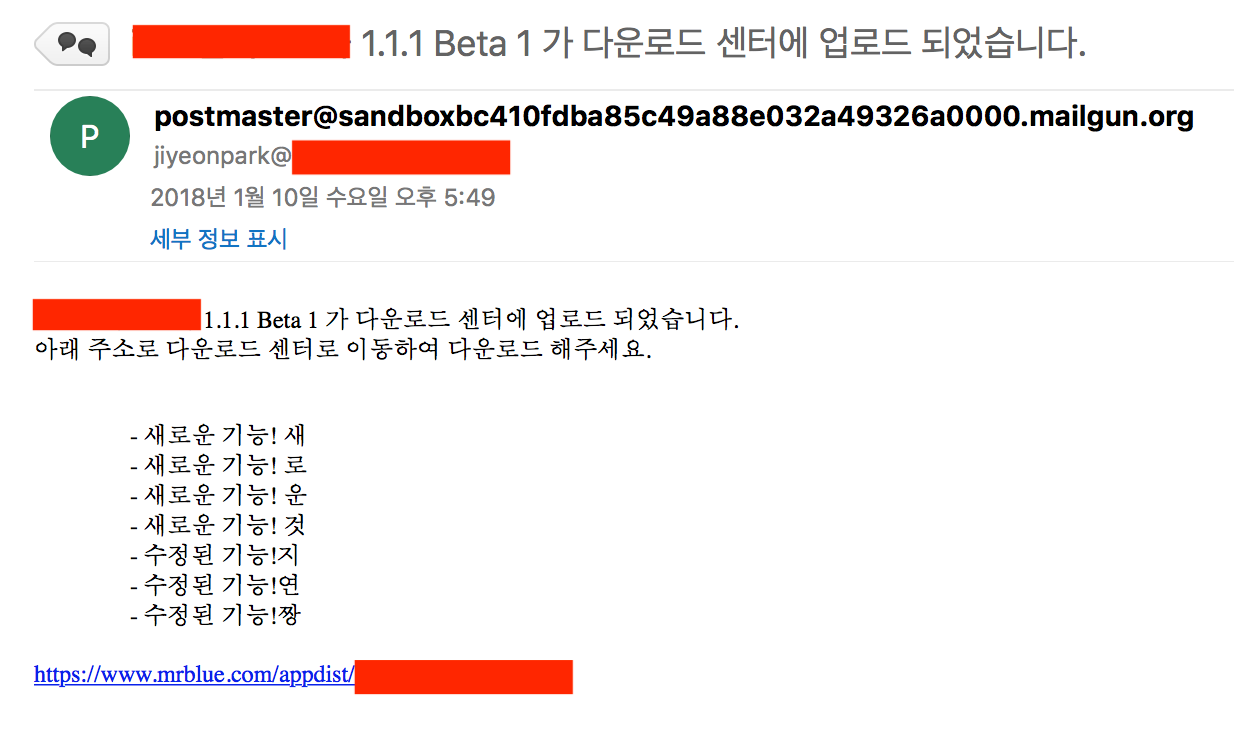 1.1.1 Beta 1 가 다운로드 센터에 업로드 되었습니다.
P
postmaster@sandboxbc410fdba85c49a88e032a49326a0000.mailgun.org
jiyeonpark@
2018년 1월 10일 수요일 오후 5:49
세부 정보 표시
1.1.1 Beta 1 가 다운로드 센터에 업로드 되었습니다.
아래 주소로 다운로드 센터로 이동하여 다운로드 해주세요.
- 새로운 기능! 새
- 새로운 기능! 로
- 새로운 기능! 운
- 새로운 기능! 것
- 수정된 기능!지
- 수정된 기능!연
- 수정된 기능!짱
https://www.mrblue.com/appdist/